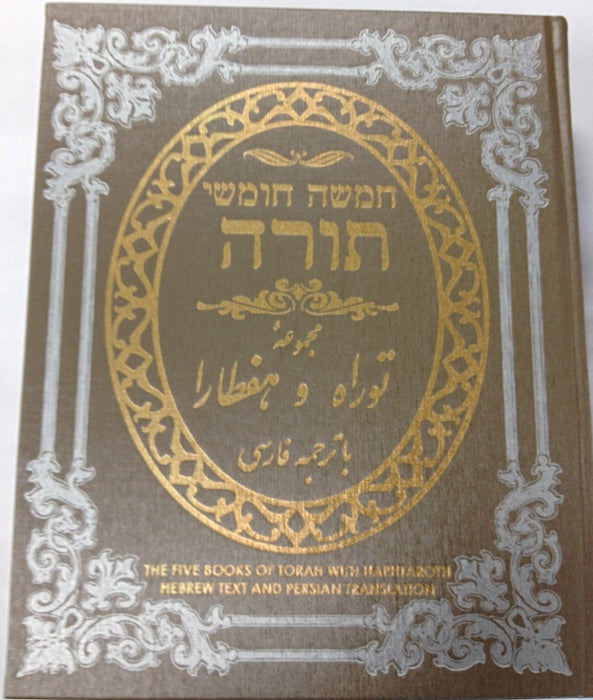 חמשה חומשי
תורה
مجموعهٔ
توراه و هفطارا
با ترجمه فارسی
THE FIVE BOOKS OF TORAH WITH HAPHTAROTH
HEBREW TEXT AND PERSIAN TRANSLATION